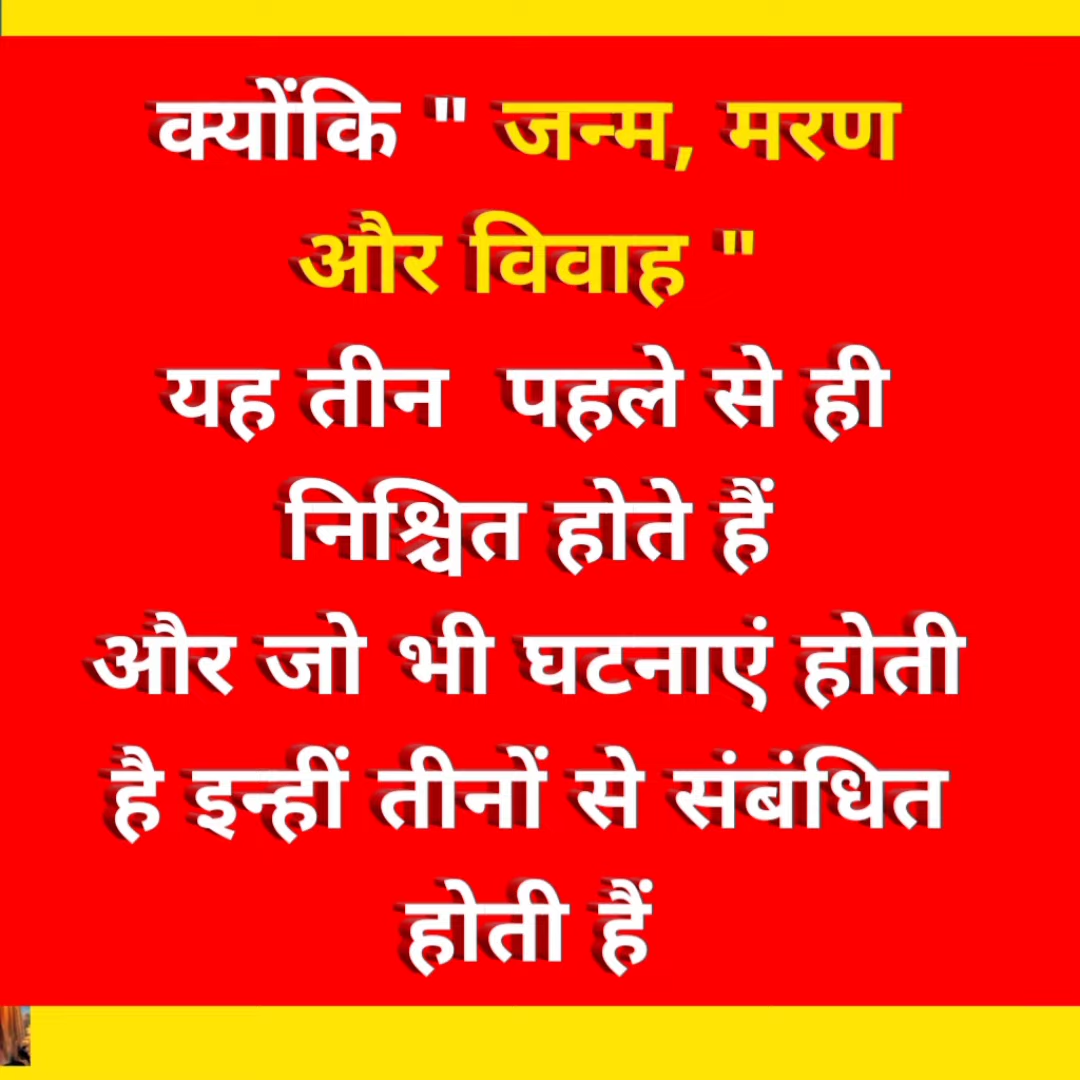 क्योंकि " जन्म, मरण
और विवाह "
यह तीन पहले से ही
निश्चित होते हैं
और जो भी घटनाएं होती
है इन्हीं तीनों से संबंधित
होती हैं